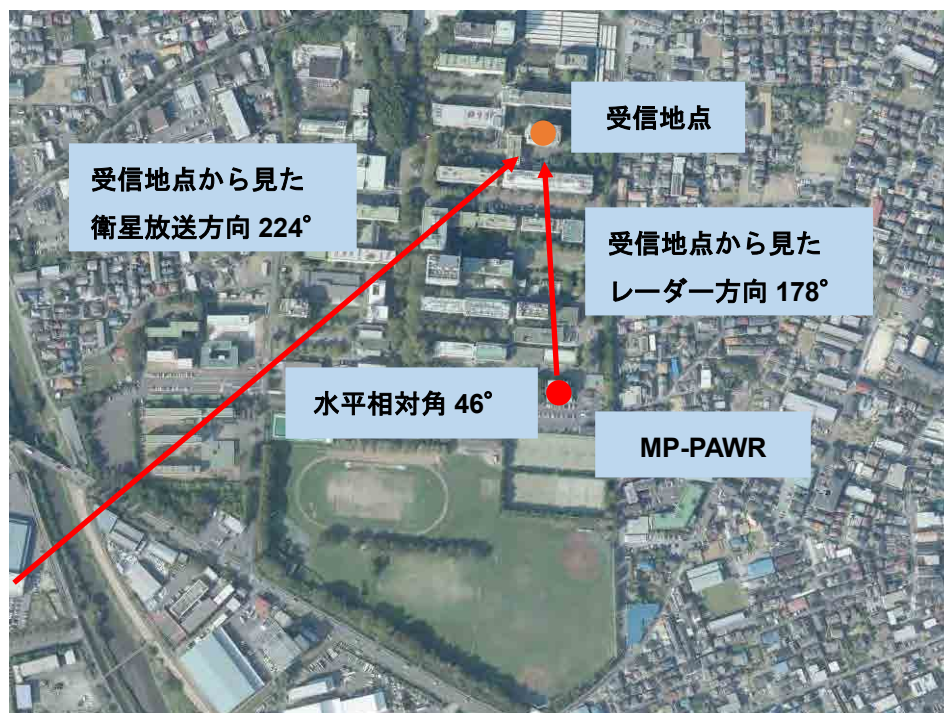 受信地点
受信地点から見た
衛星放送方向 224°
受信地点から見た
レーダー方向 178°
水平相対角 46°
MP-PAWR